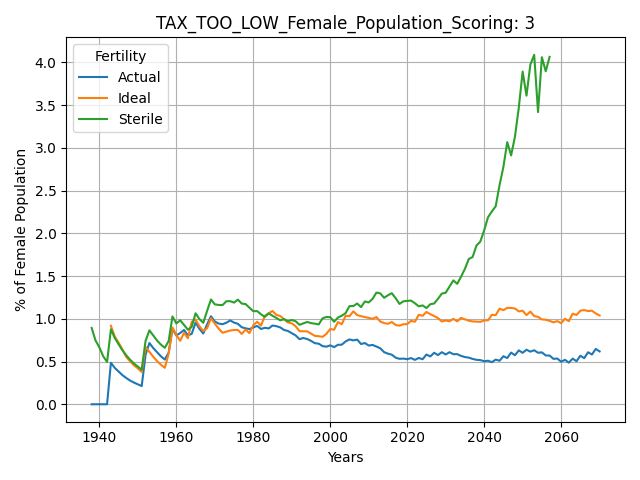 TAX_TOO_LOW_Female_Population_Scoring: 3
Fertility
Actual
Ideal
Sterile
% of Female Population
4.0
3.5
3.0
2.5
2.0
1.5
1.0
0.5
0.0
1940 1960 1980 2000 2020 2040 2060
Years